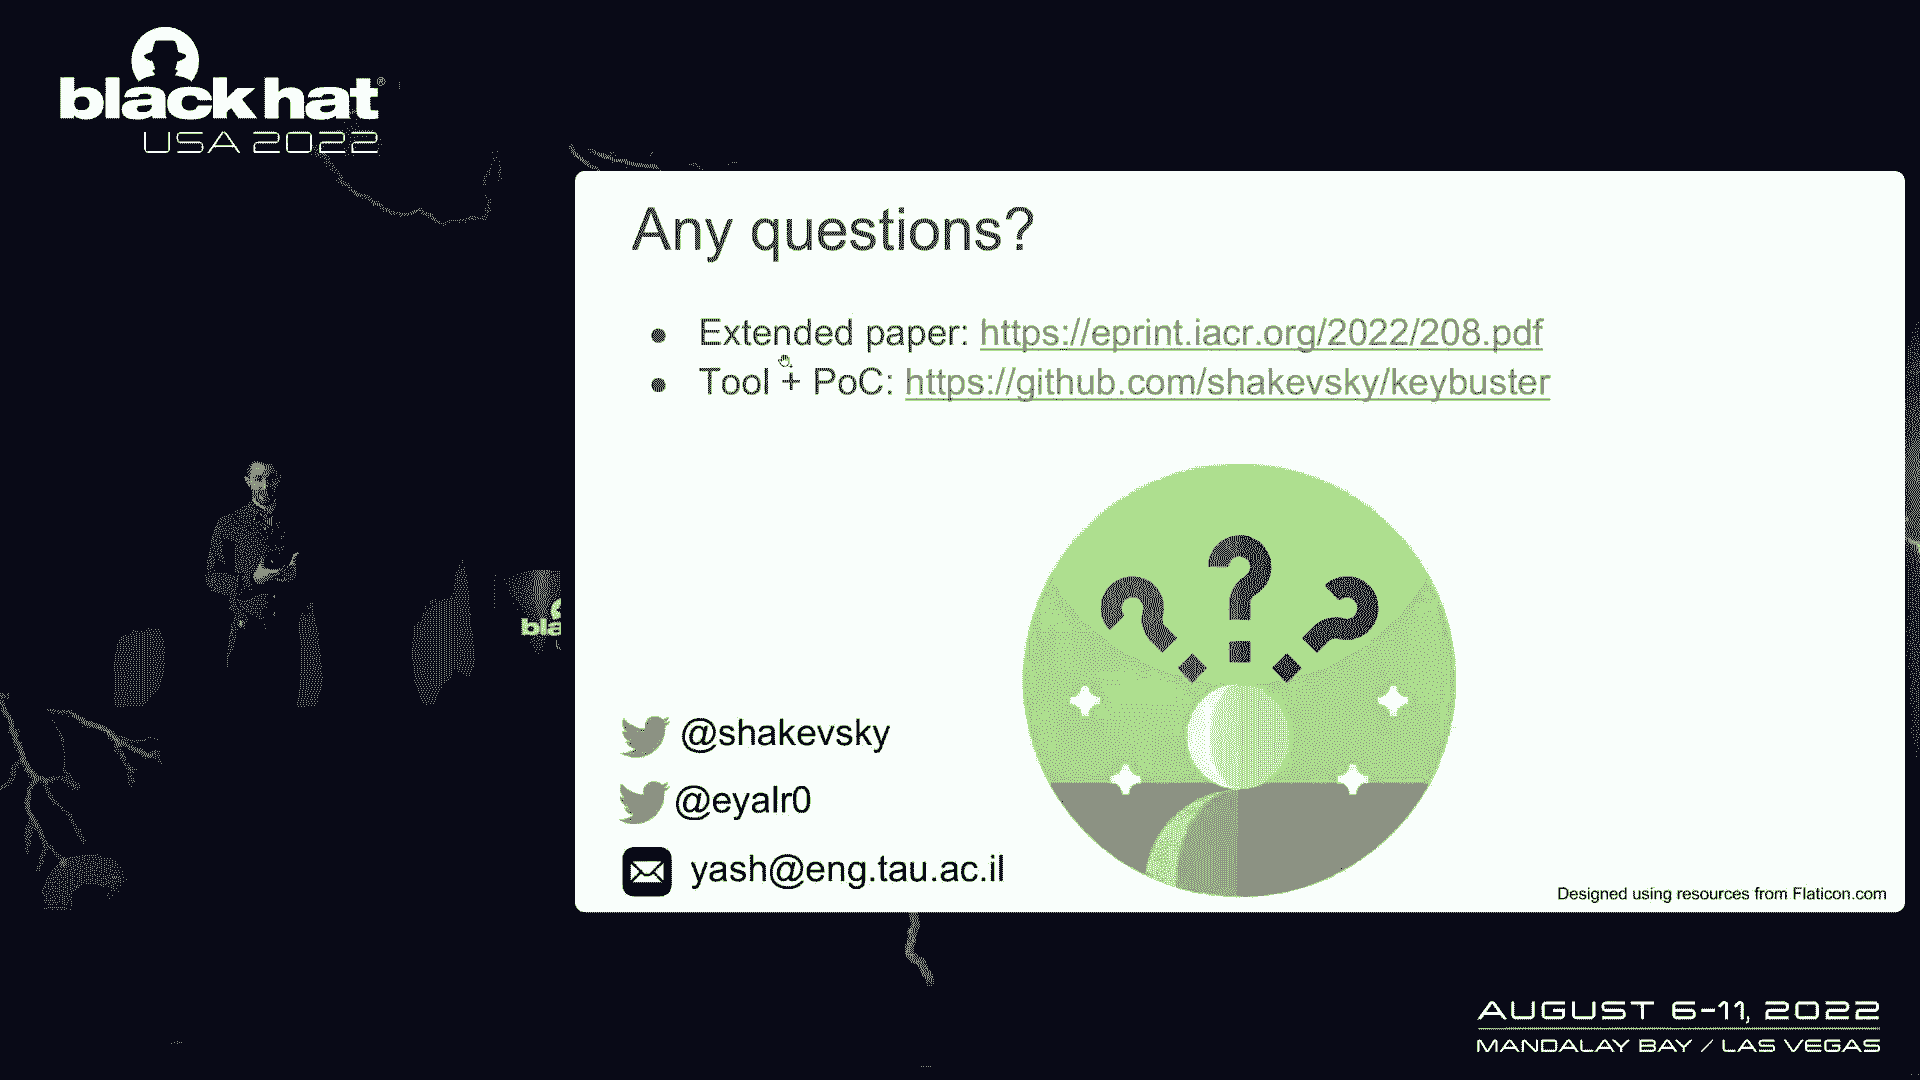 black hat®
USA 2022
Any questions?
● Extended paper: https://eprint.iacr.org/2022/208.pdf
● Tool + PoC: https://github.com/shakevsky/keybuster
? ? ?
bla
@shakevsky
@eyalr0
yash@eng.tau.ac.il
Designed using resources from Flaticon.com
AUGUST 6-11, 2022
MANDALAY BAY / LAS VEGAS